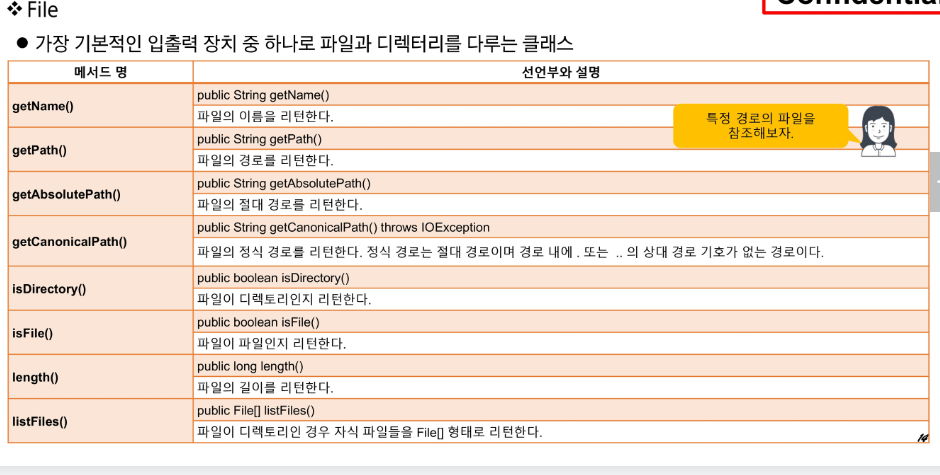 ❖ File
Confidential
● 가장 기본적인 입출력 장치 중 하나로 파일과 디렉터리를 다루는 클래스
메서드 명 선언부와 설명
getName()
public String getName()
파일의 이름을 리턴한다.
특정 경로의 파일을
참조해보자.
getPath()
public String getPath()
파일의 경로를 리턴한다.
getAbsolutePath()
public String getAbsolutePath()
파일의 절대 경로를 리턴한다.
getCanonicalPath()
public String getCanonicalPath() throws IOException
파일의 정식 경로를 리턴한다. 정식 경로는 절대 경로이며 경로 내에 . 또는 .. 의 상대 경로 기호가 없는 경로이다.
isDirectory()
public boolean isDirectory()
파일이 디렉토리인지 리턴한다.
isFile()
public boolean isFile()
파일이 파일인지 리턴한다.
length()
public long length()
파일의 길이를 리턴한다.
listFiles()
public File[] listFiles()
파일이 디렉토리인 경우 자식 파일들을 File[] 형태로 리턴한다.
14